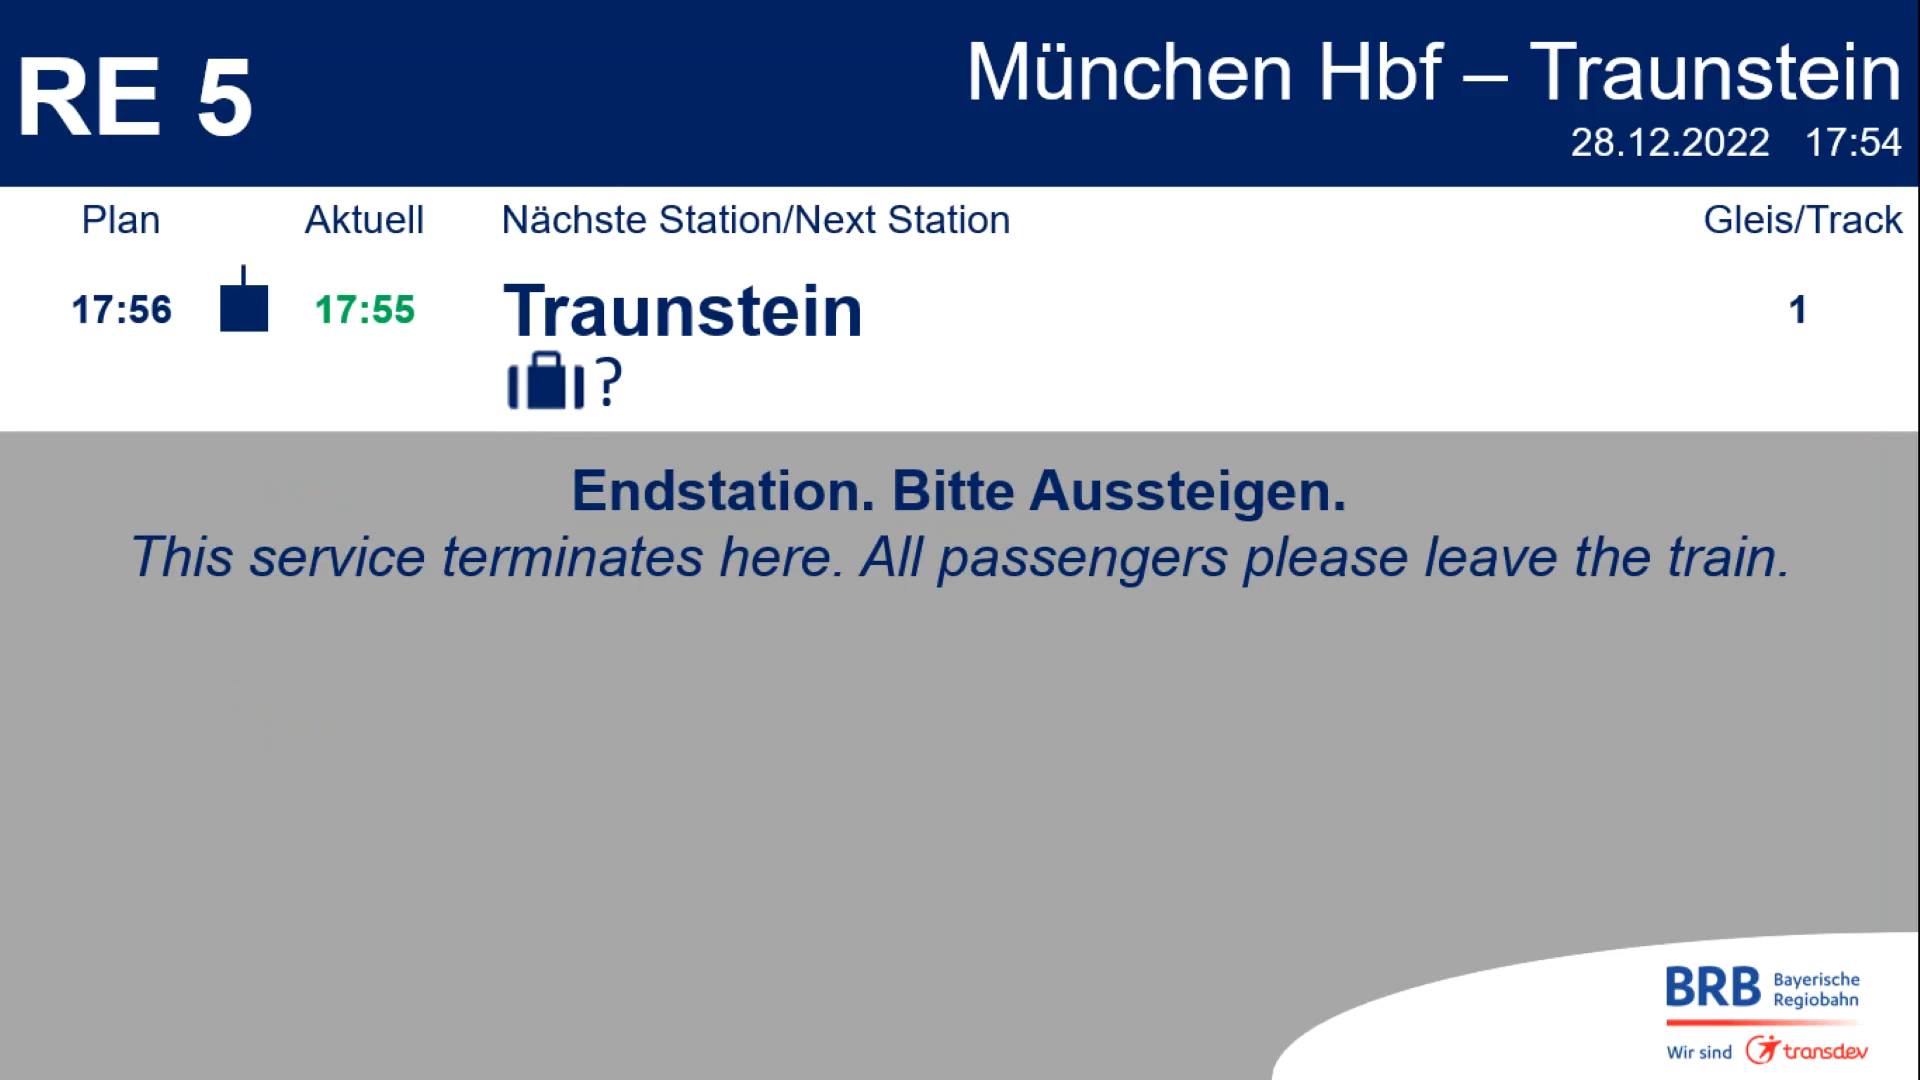 RE 5
München Hbf – Traunstein
28.12.2022 17:54
Plan Aktuell Nächste Station/Next Station Gleis/Track
17:56 17:55 Traunstein 1
?
Endstation. Bitte Aussteigen.
This service terminates here. All passengers please leave the train.
BRB Bayerische
Regiobahn
Wir sind transdev